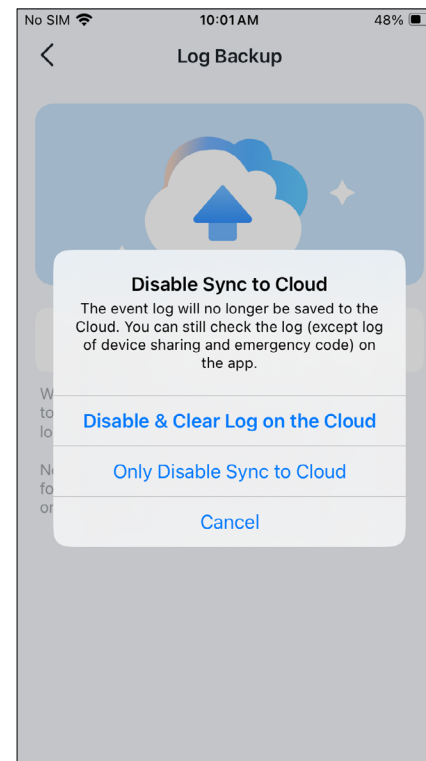 No SIM 10:01 AM 48%
Log Backup
Disable Sync to Cloud
The event log will no longer be saved to the
Cloud. You can still check the log (except log
of device sharing and emergency code) on
the app.
Disable & Clear Log on the Cloud
Only Disable Sync to Cloud
Cancel